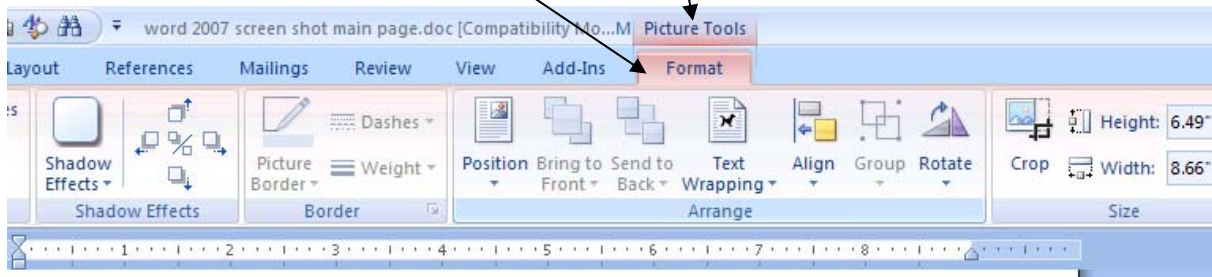 word 2007 screen shot main page.doc [Compatibility Mo...M Picture Tools
Layout References Mailings Review View Add-Ins Format
Shadow Effects
Picture Border
Dashes
Weight
Position
Bring to Front
Send to Back
Text Wrapping
Align
Group
Rotate
Crop
Height: 6.49"
Width: 8.66"
Shadow Effects Border Arrange Size
1 2 3 4 5 6 7 8